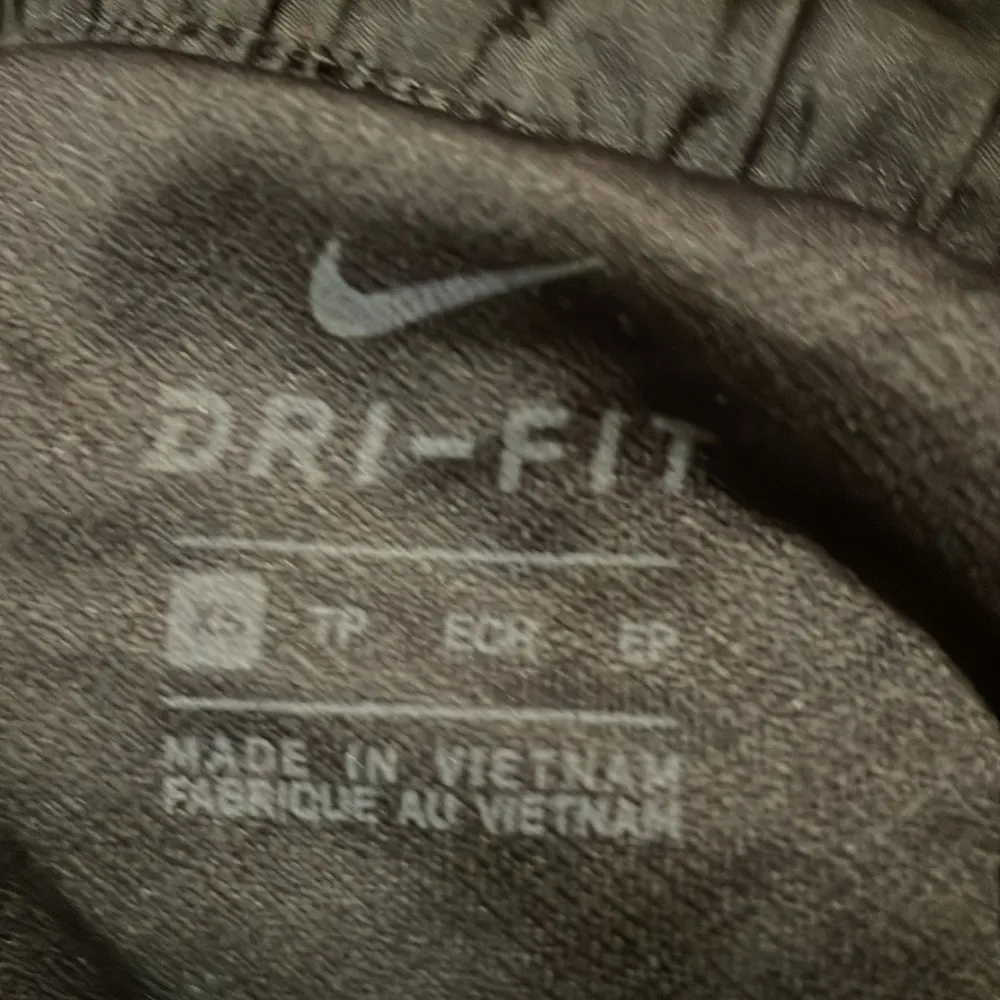 DRI-FIT
XS TP ECH EP
MADE IN VIETNAM
FABRIQUE AU VIETNAM